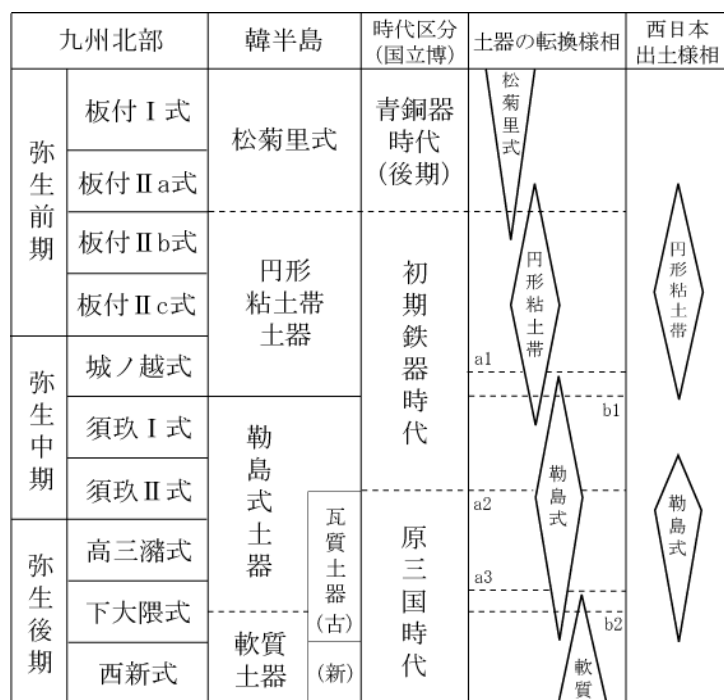 九州北部
韓半島
時代区分
(国立博)
土器の転換様相
西日本
出土様相
弥生前期
板付Ⅰ式
板付Ⅱa式
板付Ⅱb式
板付Ⅱc式
弥生中期
城ノ越式
須玖Ⅰ式
須玖Ⅱ式
弥生後期
高三瀦式
下大隈式
西新式
松菊里式
円形
粘土帯
土器
勒島式土器
瓦質土器
(古)
(新)
軟質
土器
青銅器
時代
(後期)
初期鉄器時代
原三国時代
松菊里式
円形粘土帯
a1
b1
勒島式
a2
a3
b2
軟質
円形粘土帯
勒島式